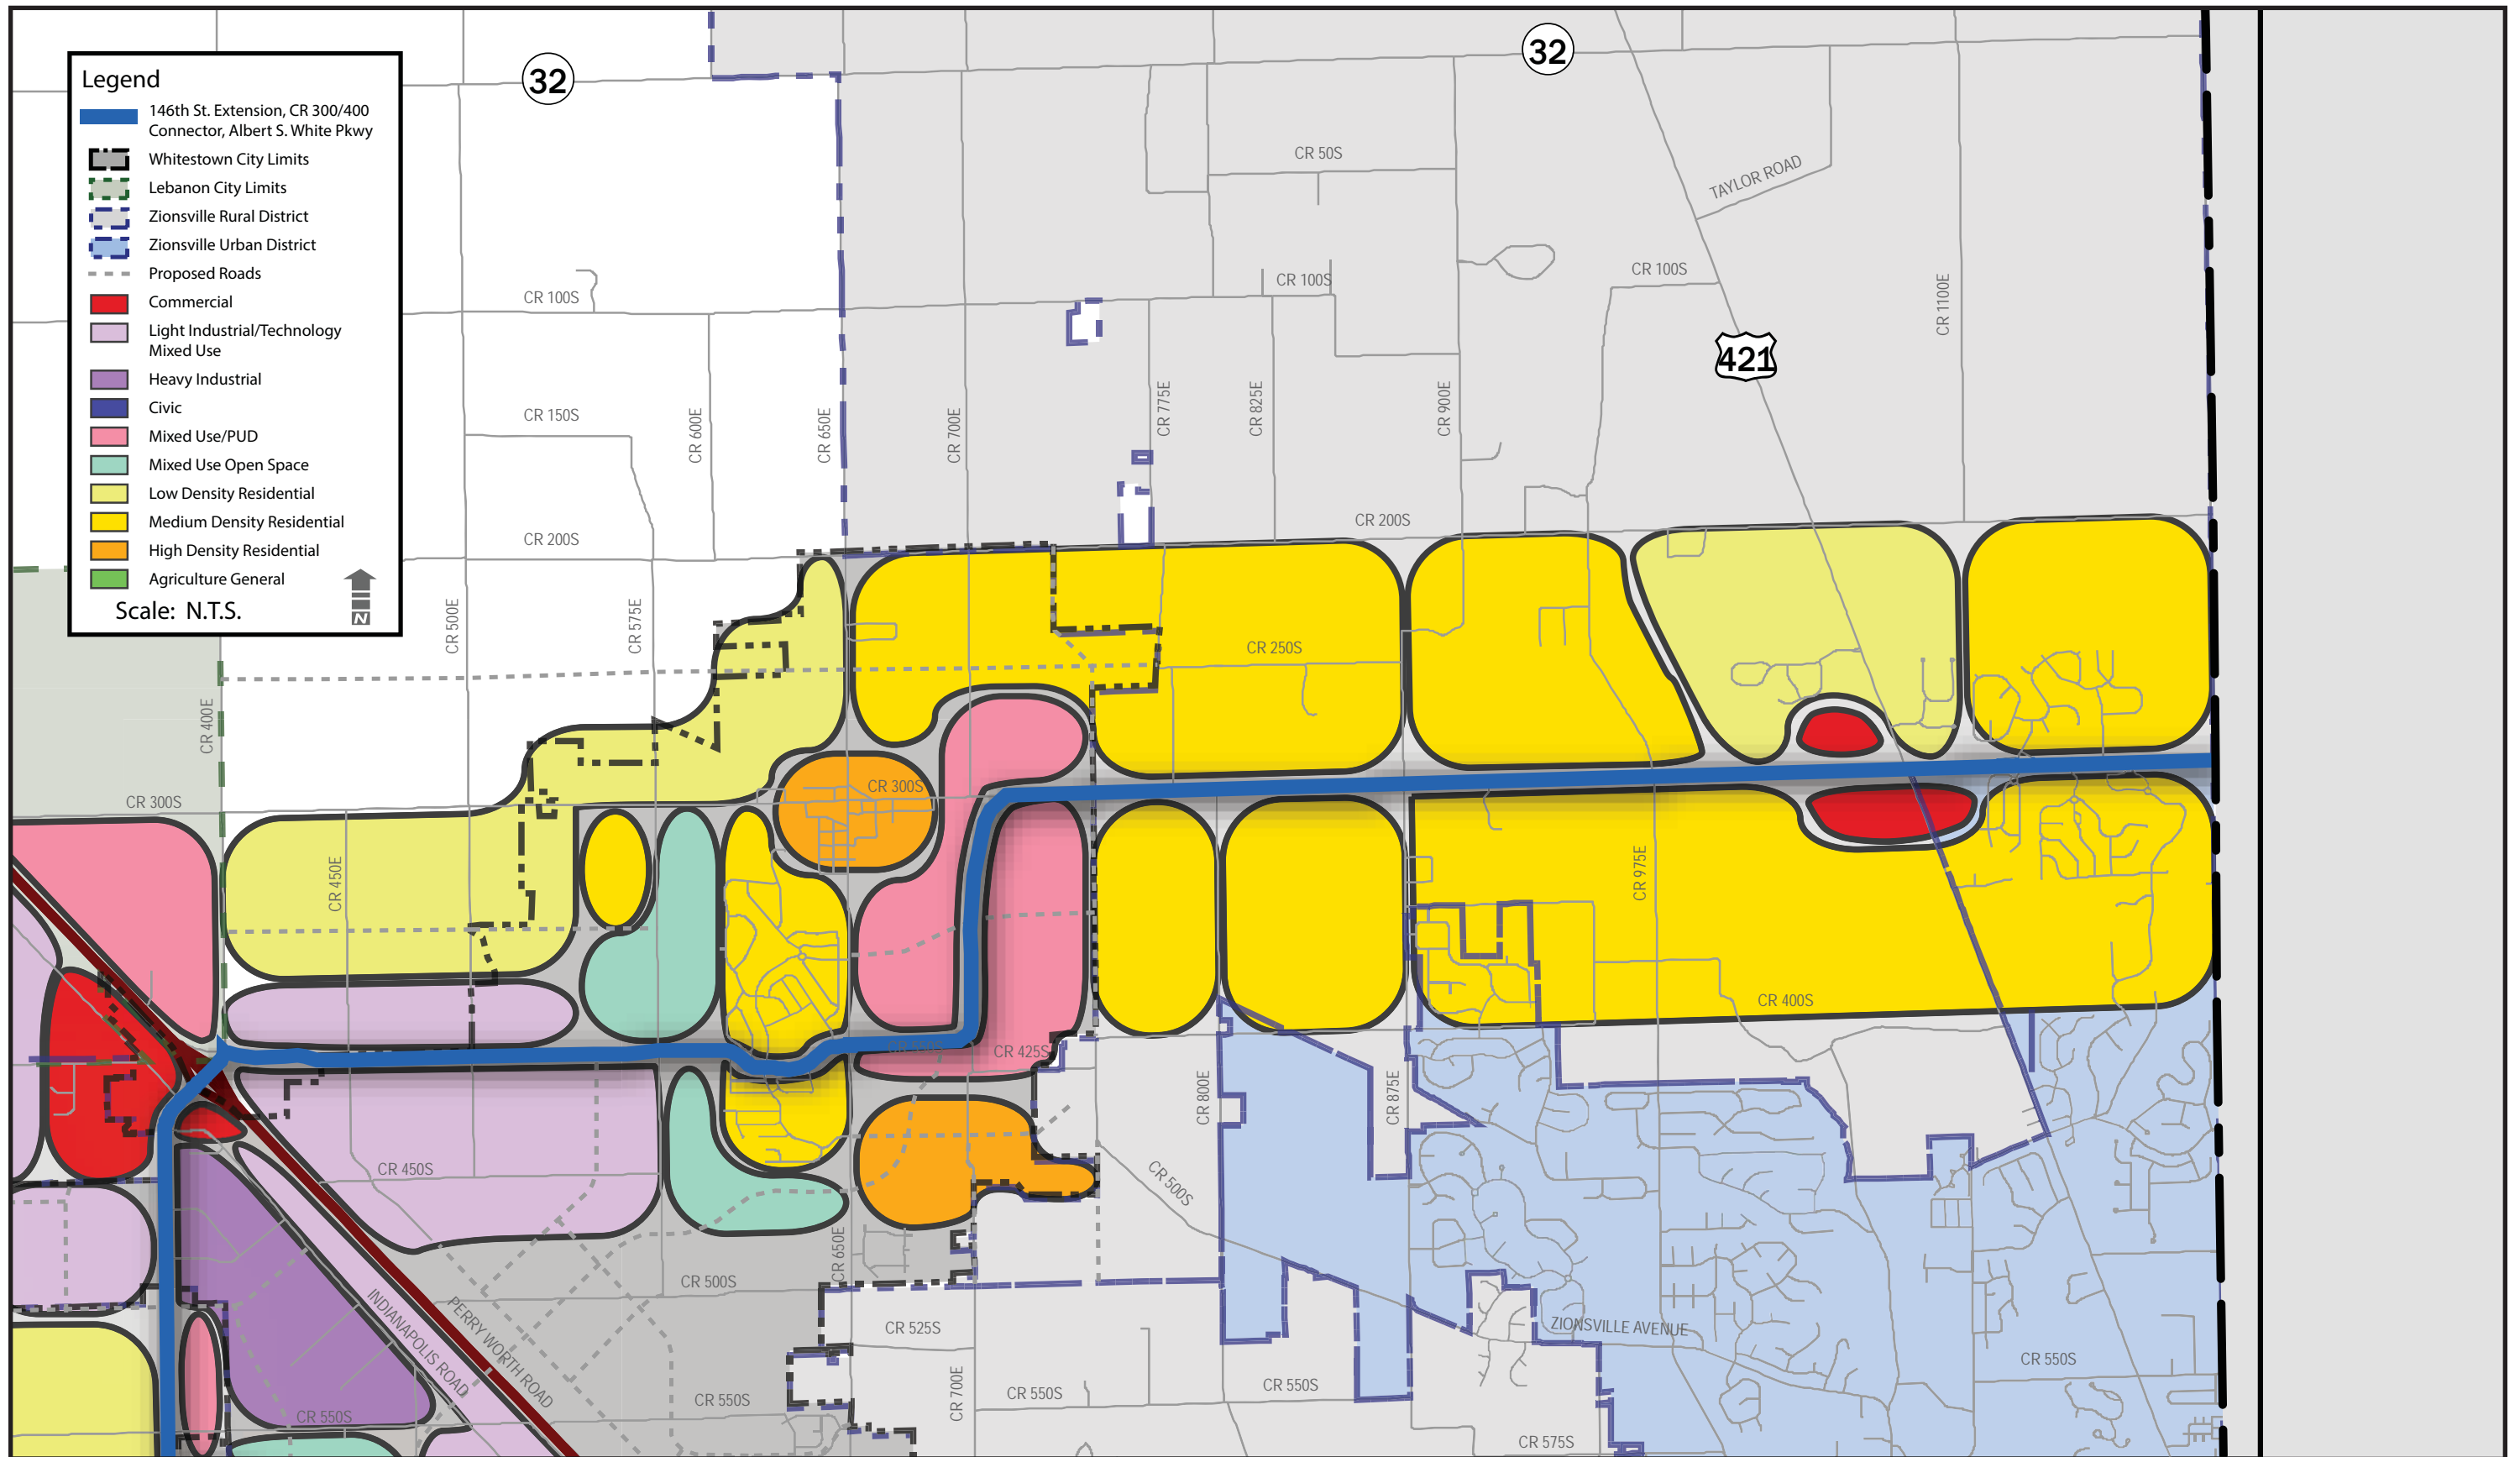 Legend
146th St. Extension, CR 300/400
Connector, Albert S. White Pkwy
Whitestown City Limits
Lebanon City Limits
Zionsville Rural District
Zionsville Urban District
Proposed Roads
Commercial
Light Industrial/Technology
Mixed Use
Heavy Industrial
Civic
Mixed Use/PUD
Mixed Use Open Space
Low Density Residential
Medium Density Residential
High Density Residential
Agriculture General
Scale: N.T.S.
N
32
32
CR 50S
TAYLOR ROAD
CR 100S
CR 100S
CR 100S
CR 1100E
421
CR 150S
CR 600E
CR 650E
CR 700E
CR 775E
CR 825E
CR 900E
CR 200S
CR 200S
CR 500E
CR 575E
CR 250S
CR 400E
CR 300S
CR 300S
CR 450E
CR 975E
CR 400S
CR 425S
CR 800E
CR 875E
CR 450S
CR 500S
CR 650E
CR 500S
INDIANAPOLIS ROAD
PERRY WORTH ROAD
CR 525S
ZIONSVILLE AVENUE
CR 550S
CR 700E
CR 550S
CR 550S
CR 550S
CR 550S
CR 575S